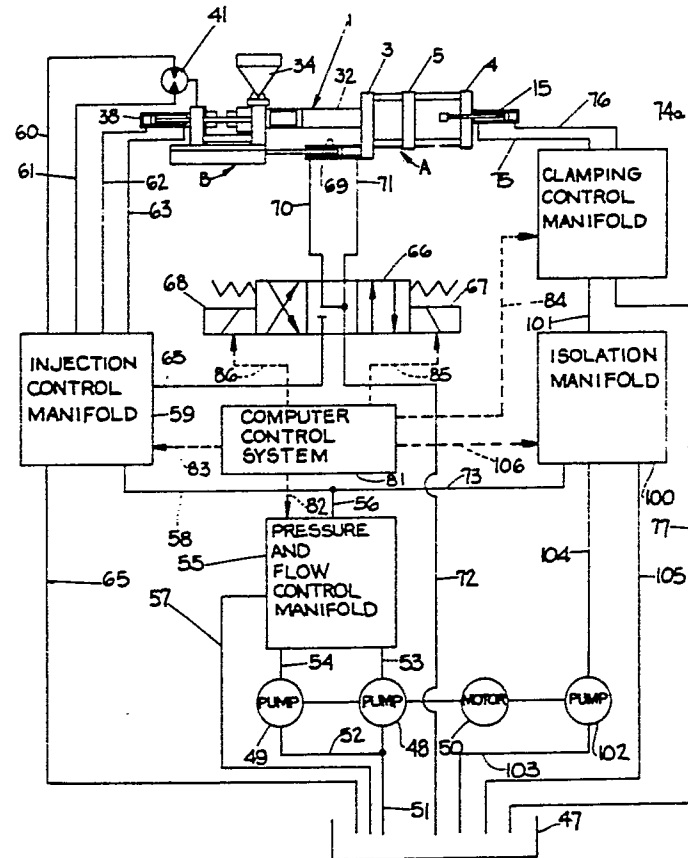 41
34
1
3
5
4
32
15
76
74a
60
38
75
61
B
69
71
A
62
70
CLAMPING
CONTROL
MANIFOLD
63
66
68
67
84
101
INJECTION
CONTROL
MANIFOLD
65
86
85
ISOLATION
MANIFOLD
59
COMPUTER
CONTROL
SYSTEM
83
81
106
73
100
58
82
56
55
PRESSURE
AND
FLOW
CONTROL
MANIFOLD
77
65
57
72
104
105
54
53
PUMP
PUMP
MOTOR
PUMP
49
52
48
50
102
103
51
47